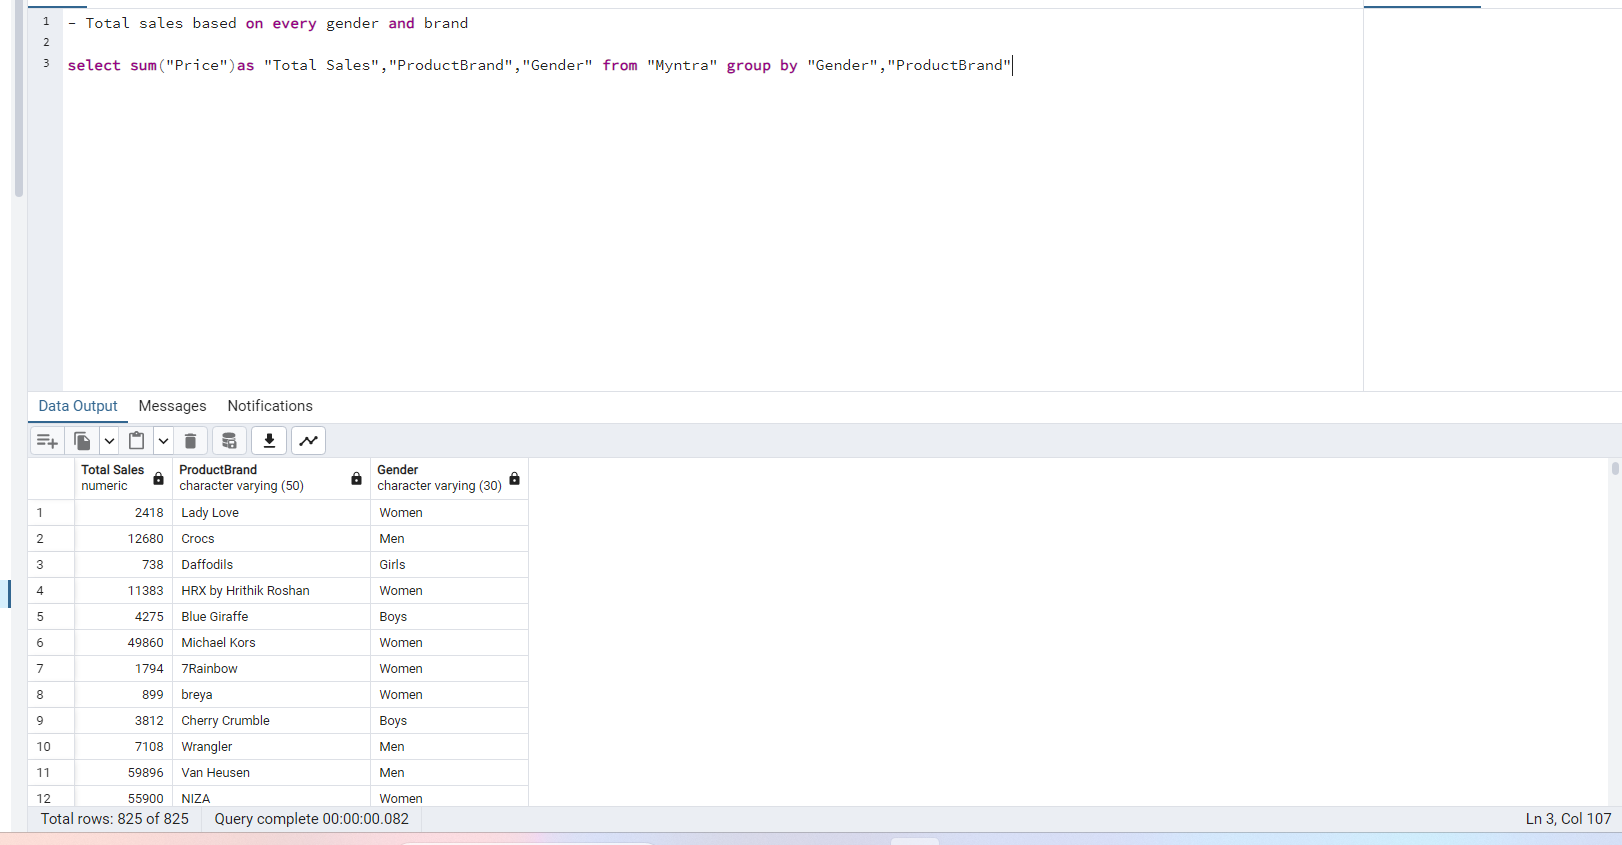 1 - Total sales based on every gender and brand
2
3 select sum("Price")as "Total Sales","ProductBrand","Gender" from "Myntra" group by "Gender","ProductBrand"
Data Output Messages Notifications
Total Sales ProductBrand Gender
numeric character varying (50) character varying (30)
1 2418 Lady Love Women
2 12680 Crocs Men
3 738 Daffodils Girls
4 11383 HRX by Hrithik Roshan Women
5 4275 Blue Giraffe Boys
6 49860 Michael Kors Women
7 1794 7Rainbow Women
8 899 breya Women
9 3812 Cherry Crumble Boys
10 7108 Wrangler Men
11 59896 Van Heusen Men
12 55900 NIZA Women
Total rows: 825 of 825 Query complete 00:00:00.082 Ln 3, Col 107